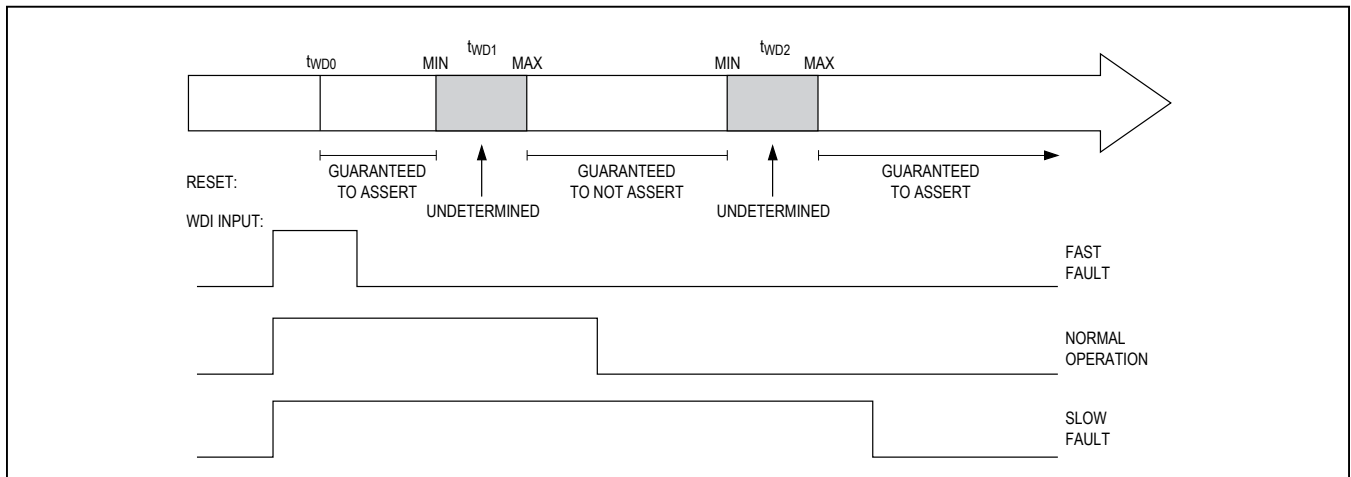 tWD0
MIN
tWD1
MAX
MIN
tWD2
MAX
RESET:
GUARANTEED
TO ASSERT
UNDETERMINED
GUARANTEED
TO NOT ASSERT
UNDETERMINED
GUARANTEED
TO ASSERT
WDI INPUT:
FAST
FAULT
NORMAL
OPERATION
SLOW
FAULT